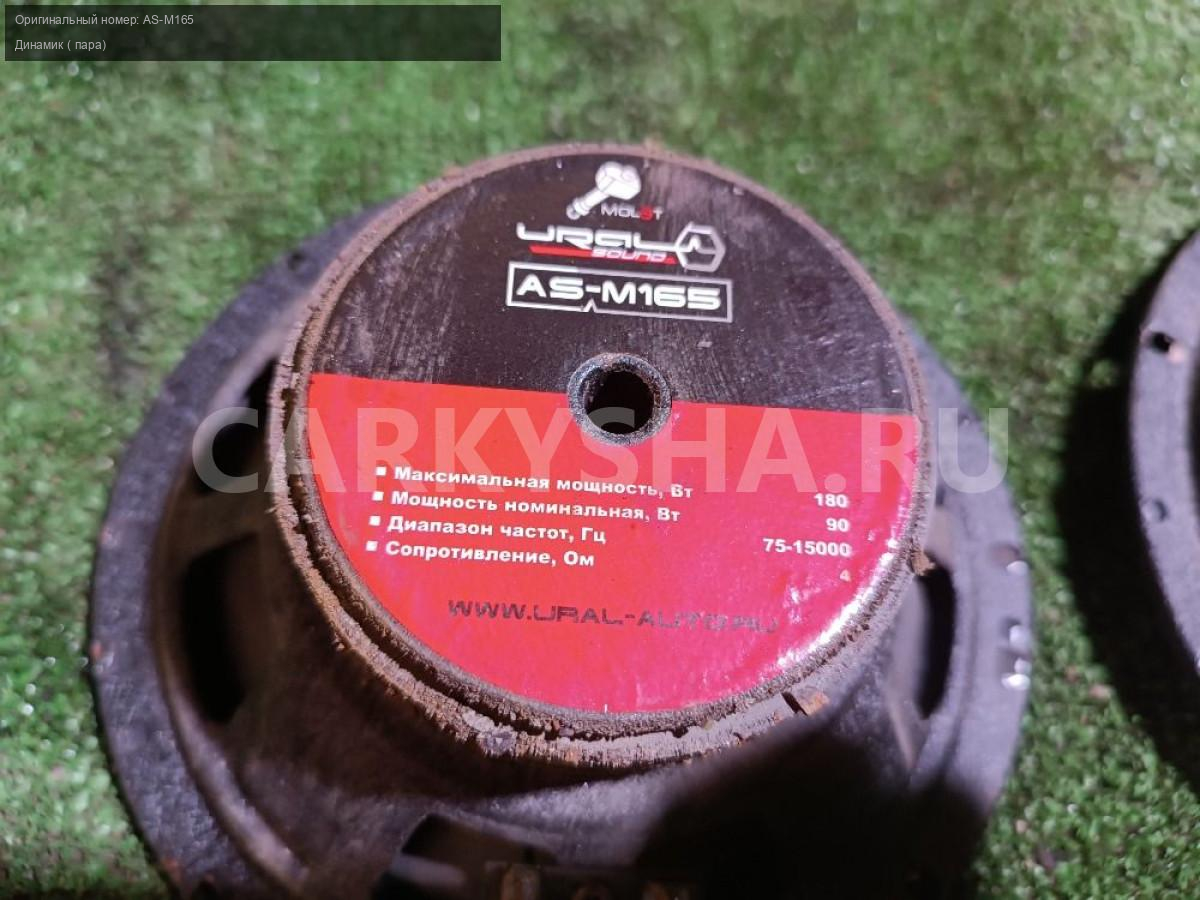 Оригинальный номер: AS-M165
Динамик ( пара)
MOLOT
URAL
SOUND
AS-M165
CARKYSHA.RU
▪ Максимальная мощность, Вт 180
▪ Мощность номинальная, Вт 90
▪ Диапазон частот, Гц 75-15000
▪ Сопротивление, Ом 4
WWW.URAL-AUTO.RU